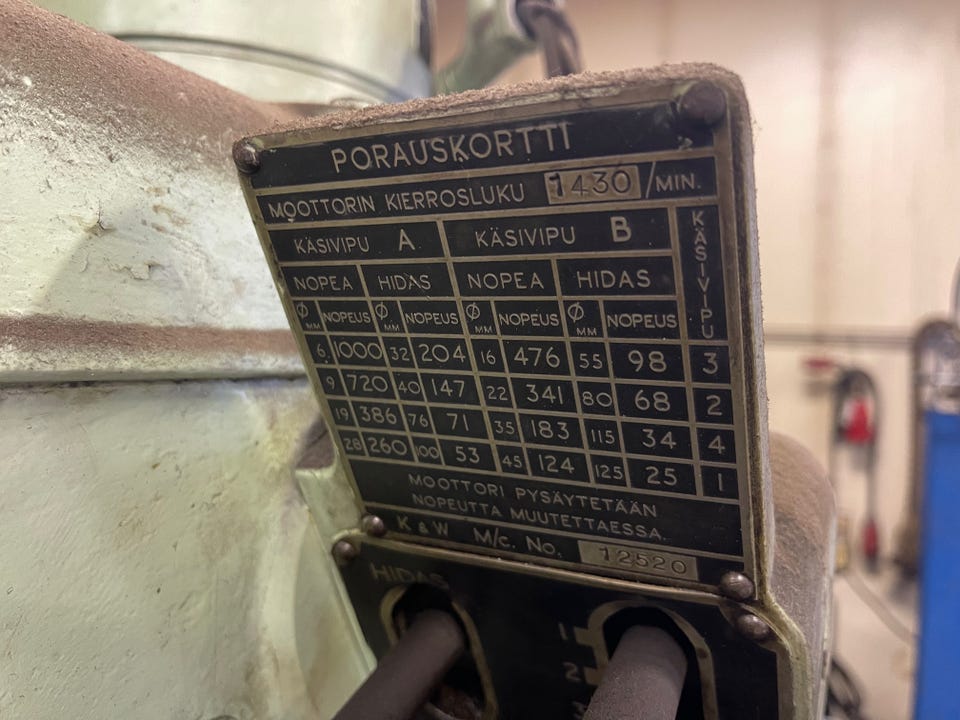 PORAUSKORTTI
MOOTTORIN KIERROSLUKU 1430 /MIN.
KÄSIVIPU A KÄSIVIPU B KÄSIVIPU
NOPEA HIDAS NOPEA HIDAS
Ø MM NOPEUS Ø MM NOPEUS Ø MM NOPEUS Ø MM NOPEUS
6 1000 32 204 16 476 55 98 3
9 720 40 147 22 341 80 68 2
19 386 76 71 35 183 115 34 4
28 260 100 53 45 124 125 25 1
MOOTTORI PYSÄYTETÄÄN
NOPEUTTA MUUTETTAESSA.
K & W M/c. No. 12520
HIDAS
1
2